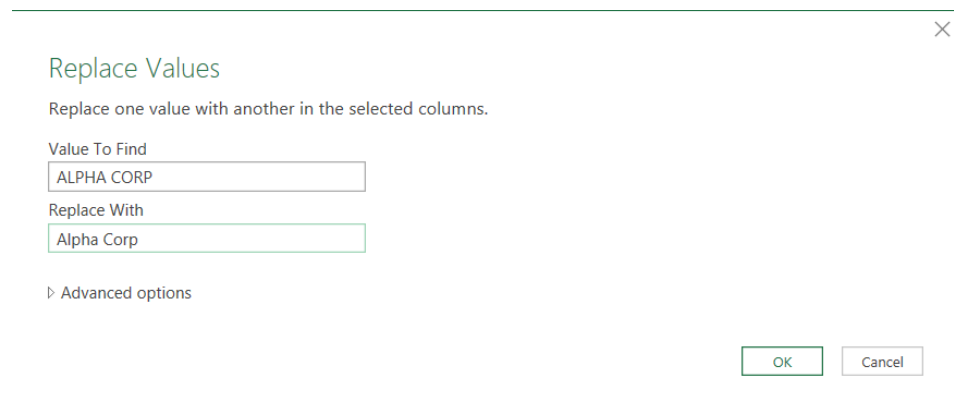 Replace Values
Replace one value with another in the selected columns.
Value To Find
ALPHA CORP
Replace With
Alpha Corp
Advanced options
OK Cancel